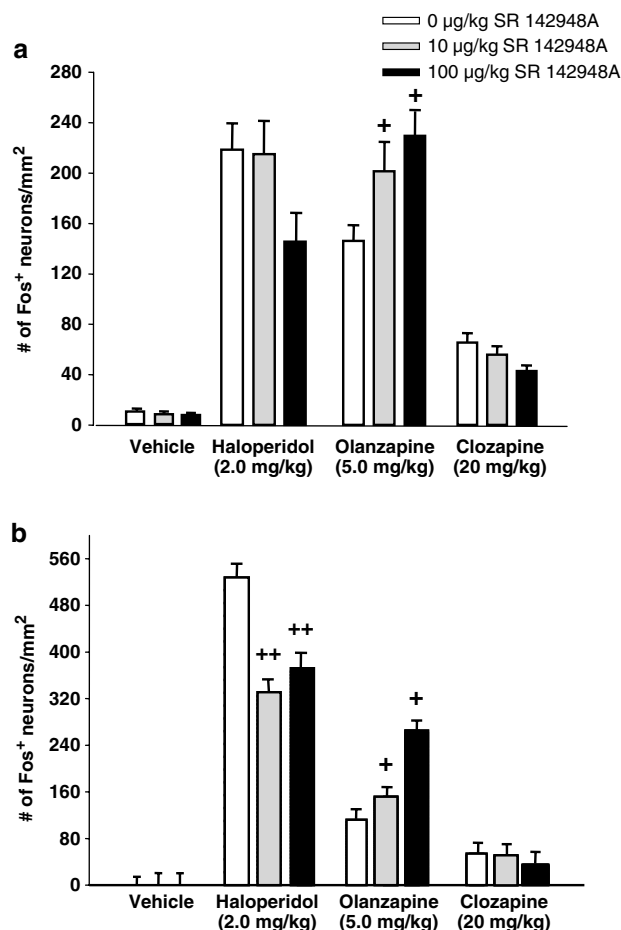 0 µg/kg SR 142948A
10 µg/kg SR 142948A
100 µg/kg SR 142948A
a
280
240
200
160
120
80
40
0
# of Fos⁺ neurons/mm²
+
+
Vehicle Haloperidol Olanzapine Clozapine
(2.0 mg/kg) (5.0 mg/kg) (20 mg/kg)
b
560
480
400
320
240
160
80
0
# of Fos⁺ neurons/mm²
++
++
+
+
Vehicle Haloperidol Olanzapine Clozapine
(2.0 mg/kg) (5.0 mg/kg) (20 mg/kg)